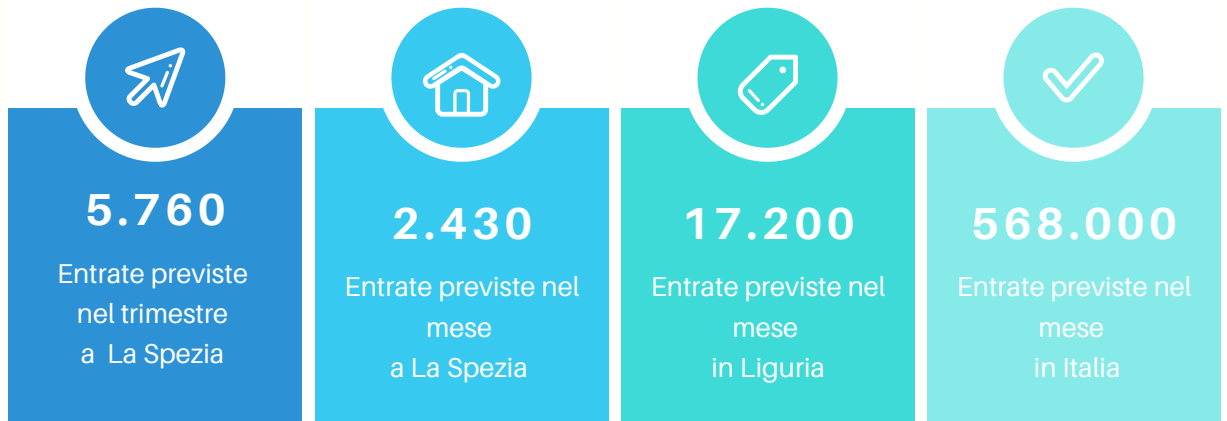 5.760
Entrate previste
nel trimestre
a La Spezia
2.430
Entrate previste nel
mese
a La Spezia
17.200
Entrate previste nel
mese
in Liguria
568.000
Entrate previste nel
mese
in Italia